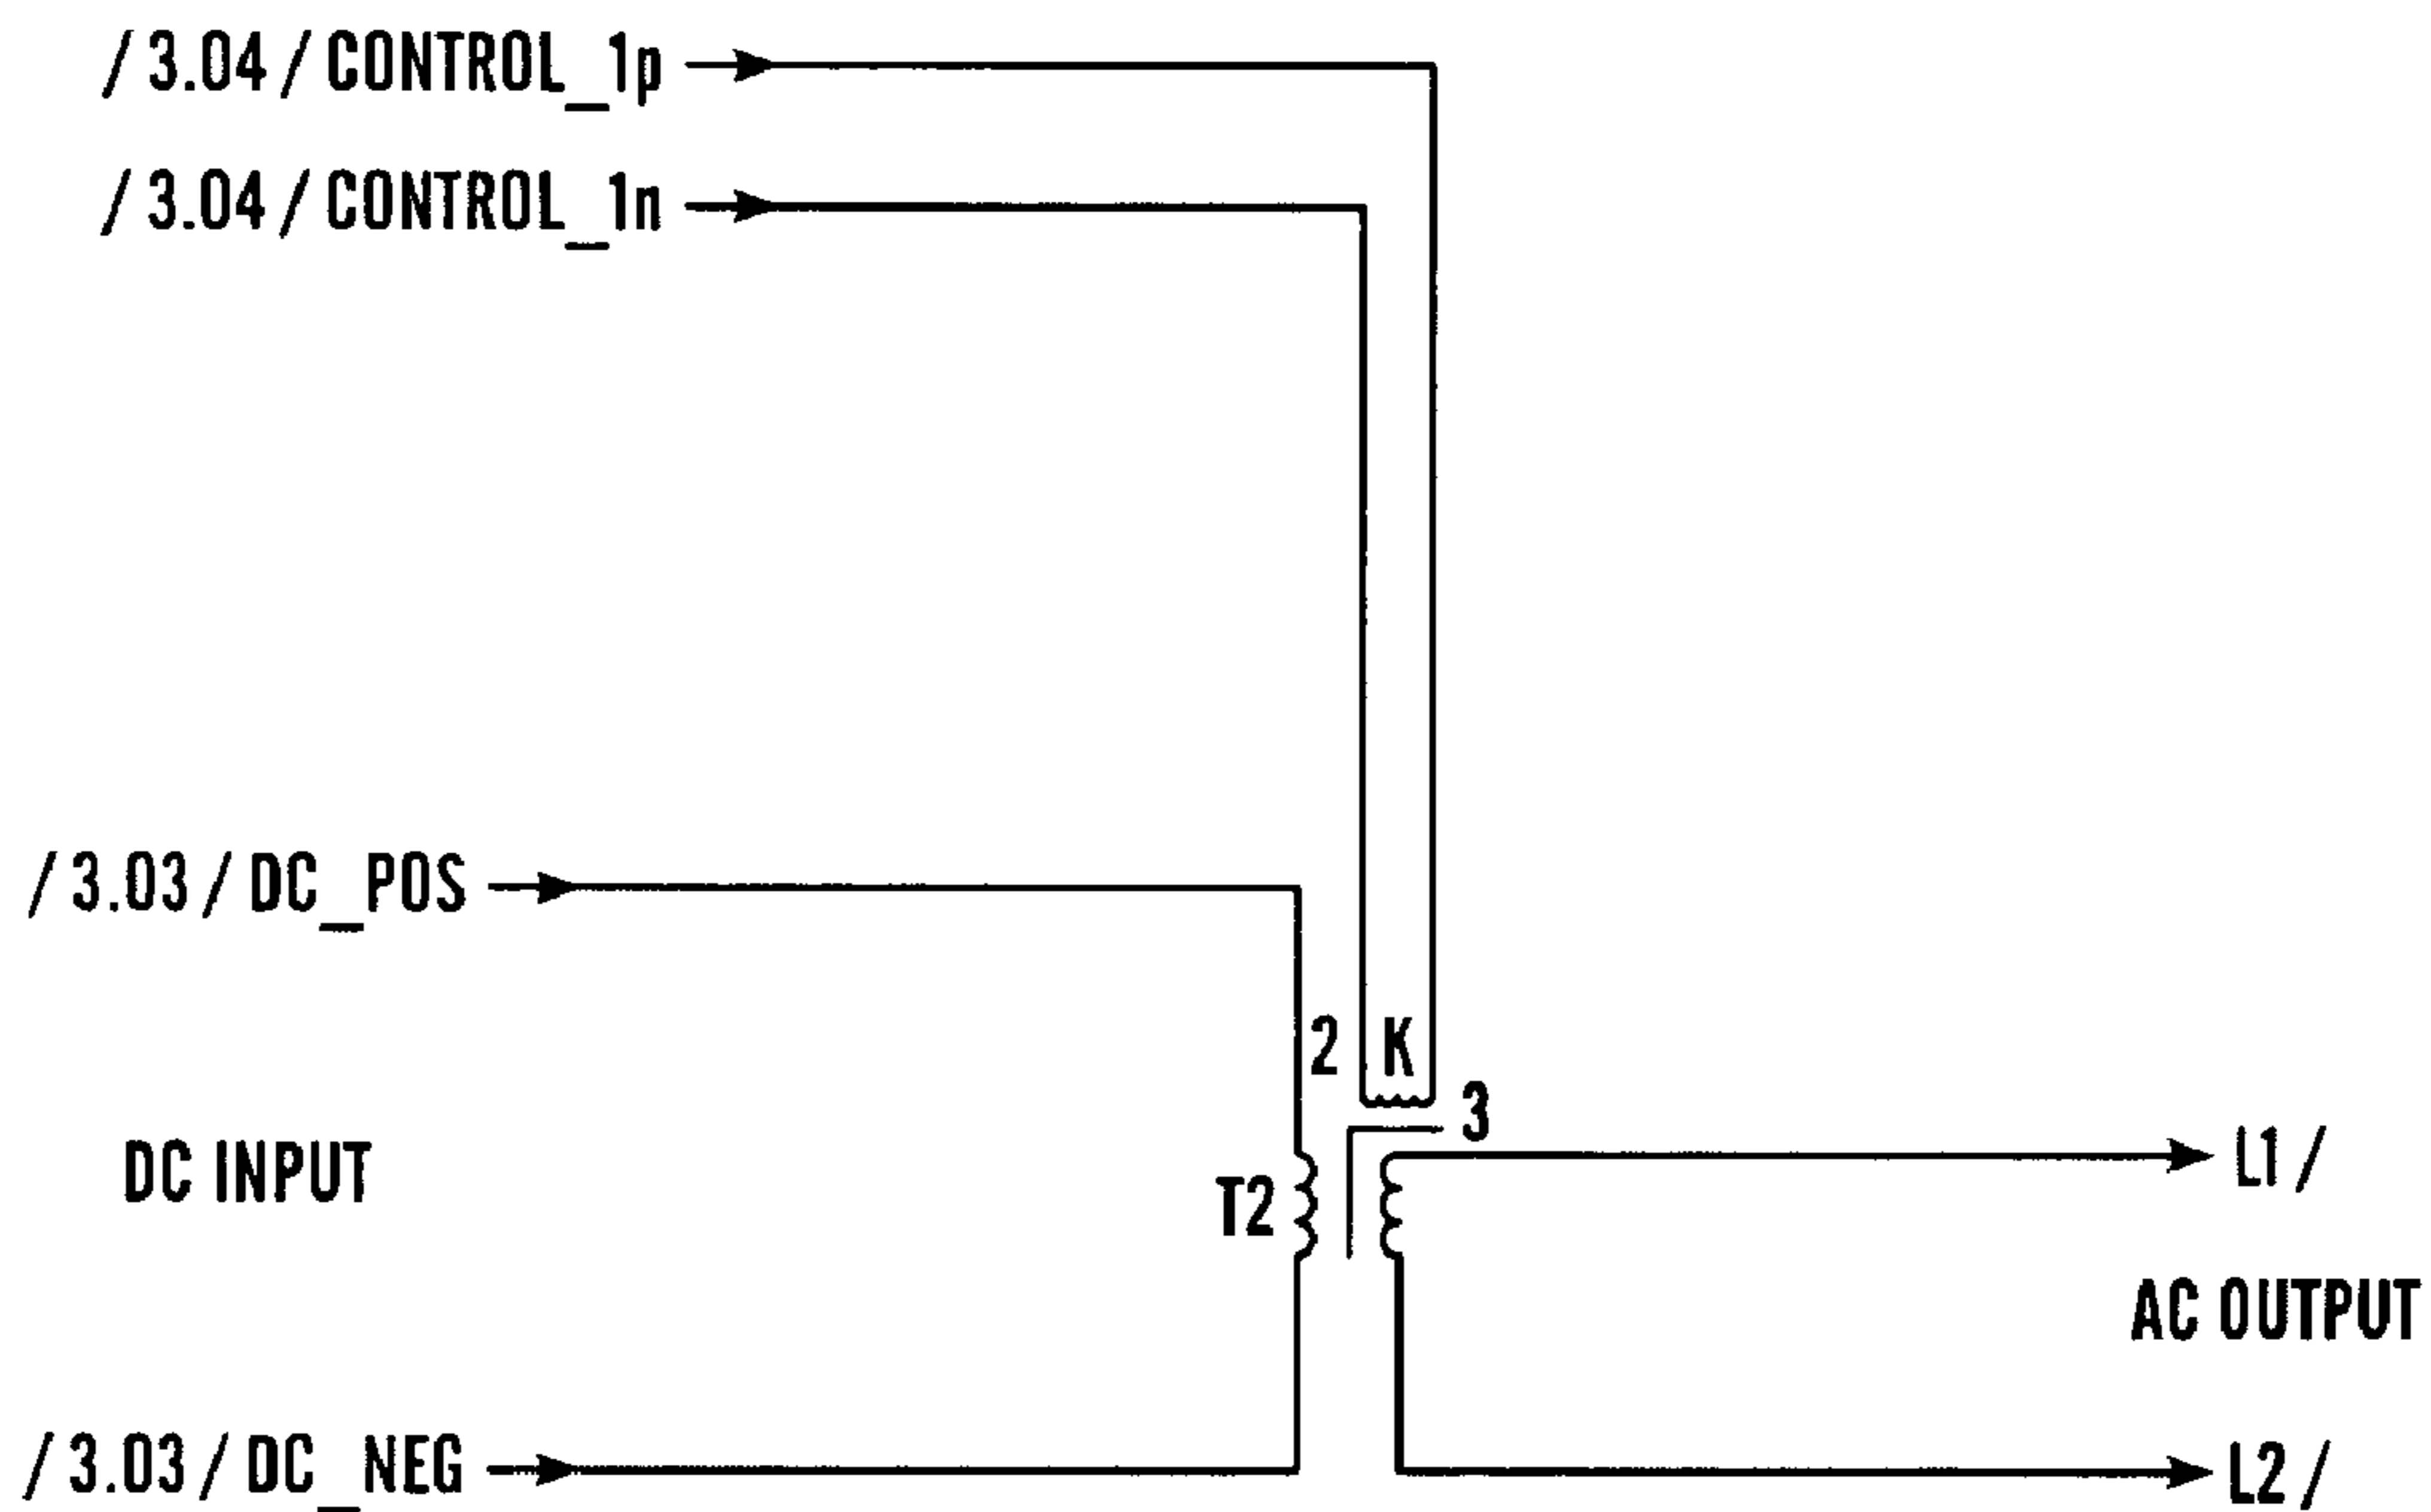 / 3.04 / CONTROL_1p
/ 3.04 / CONTROL_1n
/ 3.03 / DC_POS
2
K
3
DC INPUT
T2
L1 /
AC OUTPUT
/ 3.03 / DC_NEG
L2 /